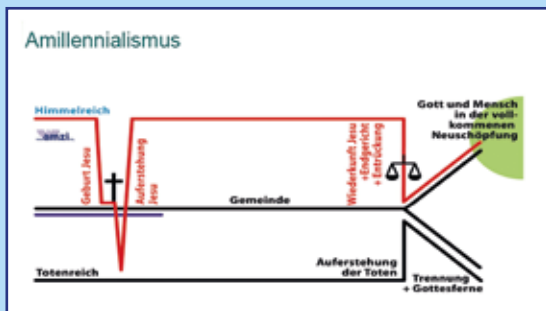 Amillennialismus
Himmelreich
amzi
Geburt Jesu
Auferstehung
Jesu
Gemeinde
Wiederkunft Jesu
+Endgericht
+ Entrückung
Gott und Mensch
in der voll-
kommenen
Neuschöpfung
Totenreich
Auferstehung
der Toten
Trennung
+ Gottesferne